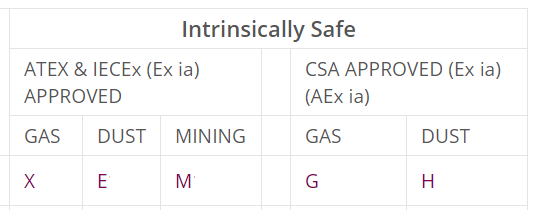 Intrinsically Safe
ATEX & IECEx (Ex ia)
APPROVED
CSA APPROVED (Ex ia)
(AEx ia)
GAS DUST MINING GAS DUST
X E M G H